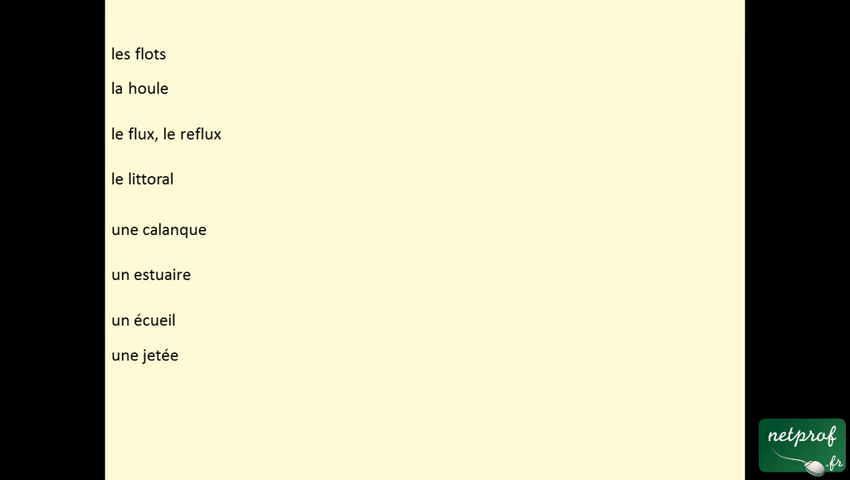 les flots
la houle
le flux, le reflux
le littoral
une calanque
un estuaire
un écueil
une jetée
netprof
.fr